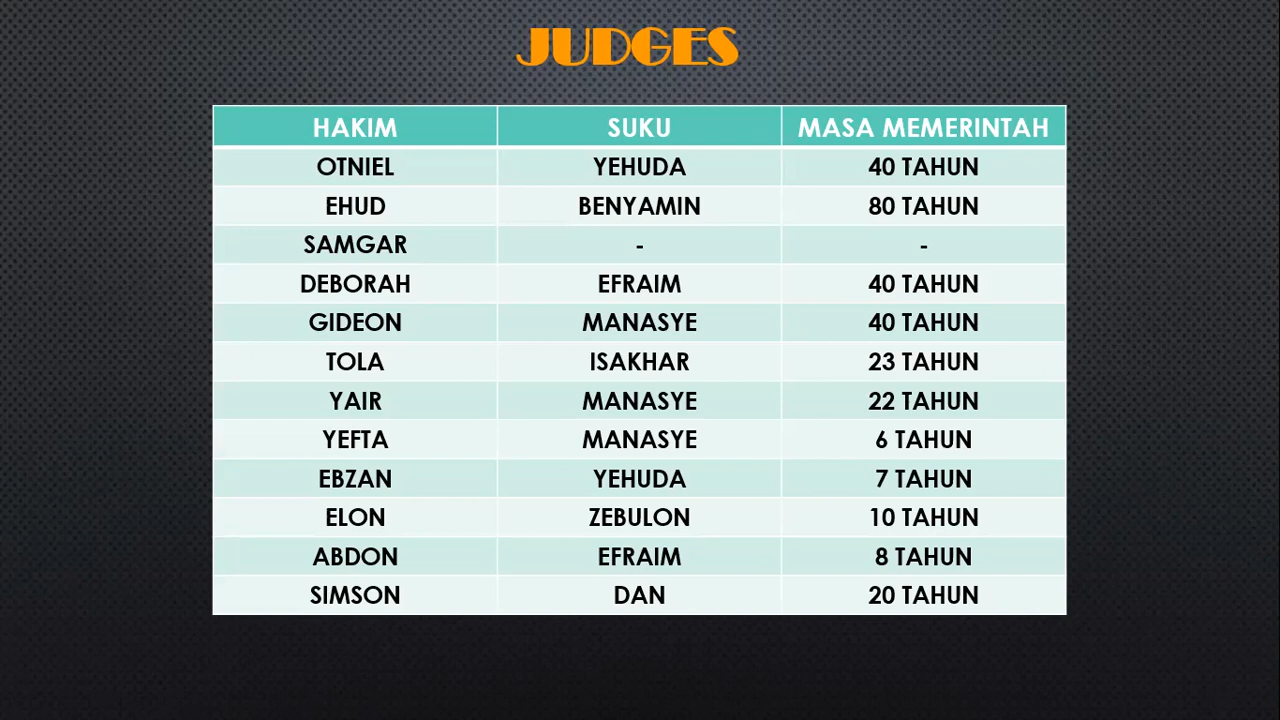 JUDGES
HAKIM SUKU MASA MEMERINTAH
OTNIEL YEHUDA 40 TAHUN
EHUD BENYAMIN 80 TAHUN
SAMGAR - -
DEBORAH EFRAIM 40 TAHUN
GIDEON MANASYE 40 TAHUN
TOLA ISAKHAR 23 TAHUN
YAIR MANASYE 22 TAHUN
YEFTA MANASYE 6 TAHUN
EBZAN YEHUDA 7 TAHUN
ELON ZEBULON 10 TAHUN
ABDON EFRAIM 8 TAHUN
SIMSON DAN 20 TAHUN